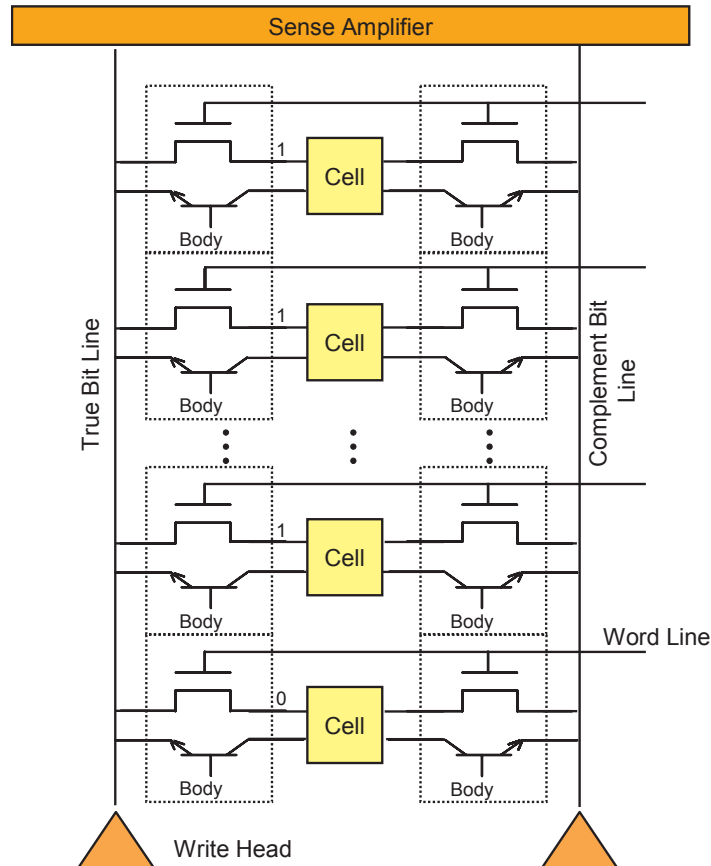 Sense Amplifier
1
Cell
Body
Body
1
Cell
Body
Body
True Bit Line
Complement Bit
Line
1
Cell
Body
Body
Word Line
0
Cell
Body
Body
Write Head